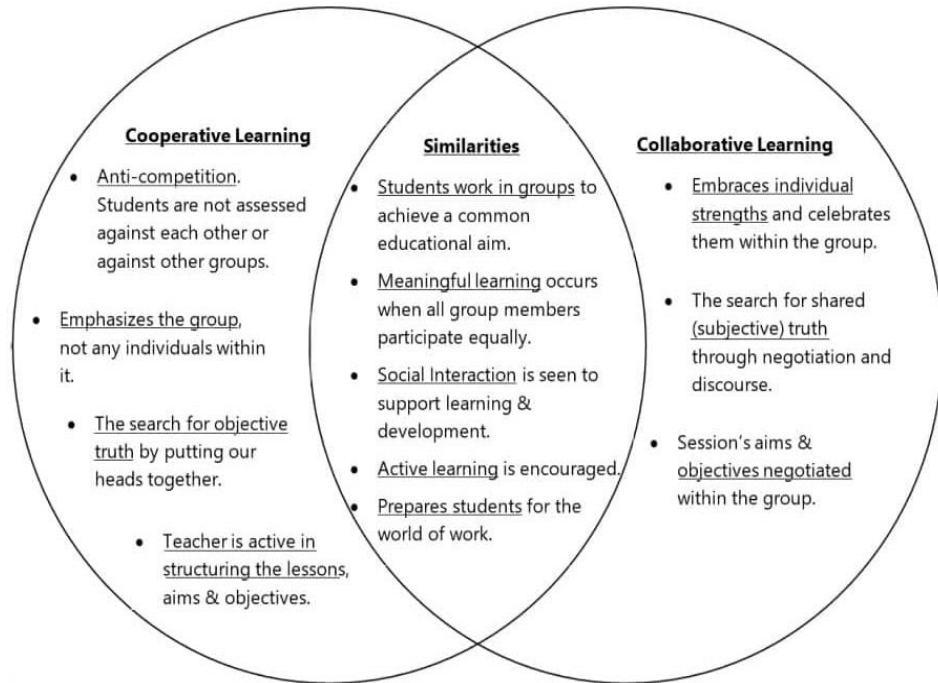 Cooperative Learning
• Anti-competition.
Students are not assessed
against each other or
against other groups.
• Emphasizes the group,
not any individuals within
it.
• The search for objective
truth by putting our
heads together.
• Teacher is active in
structuring the lessons,
aims & objectives.
Similarities
• Students work in groups to
achieve a common
educational aim.
• Meaningful learning occurs
when all group members
participate equally.
• Social Interaction is seen to
support learning &
development.
• Active learning is encouraged.
• Prepares students for the
world of work.
Collaborative Learning
• Embraces individual
strengths and celebrates
them within the group.
• The search for shared
(subjective) truth
through negotiation and
discourse.
• Session's aims &
objectives negotiated
within the group.